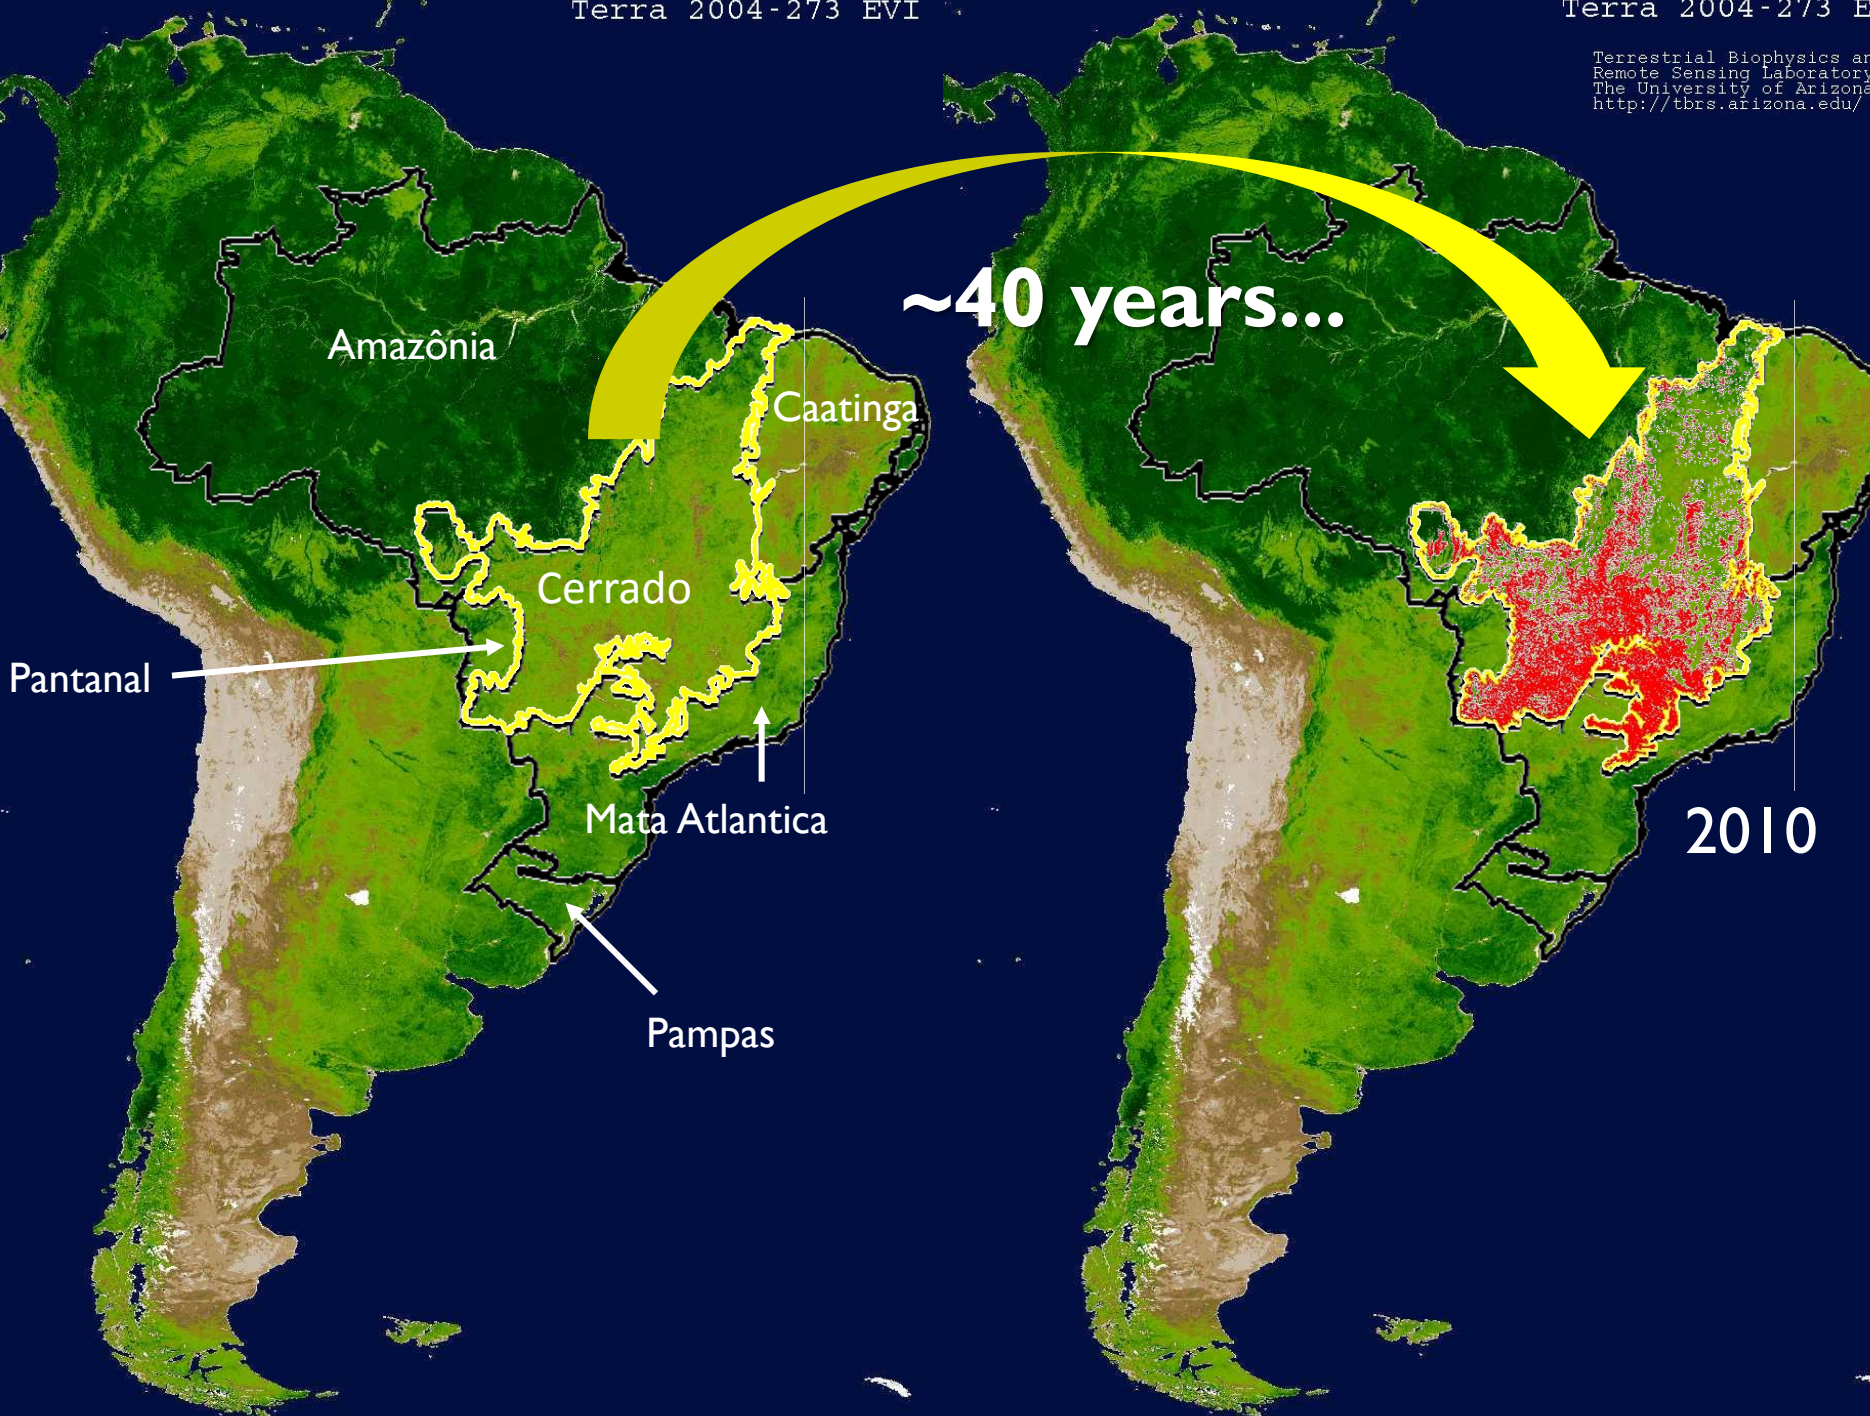 Terra 2004-273 EVI
Terra 2004-273 E
Terrestrial Biophysics an
Remote Sensing Laboratory
The University of Arizona
http://tbrs.arizona.edu/
~40 years...
Amazônia
Caatinga
Cerrado
Pantanal
Mata Atlantica
2010
Pampas